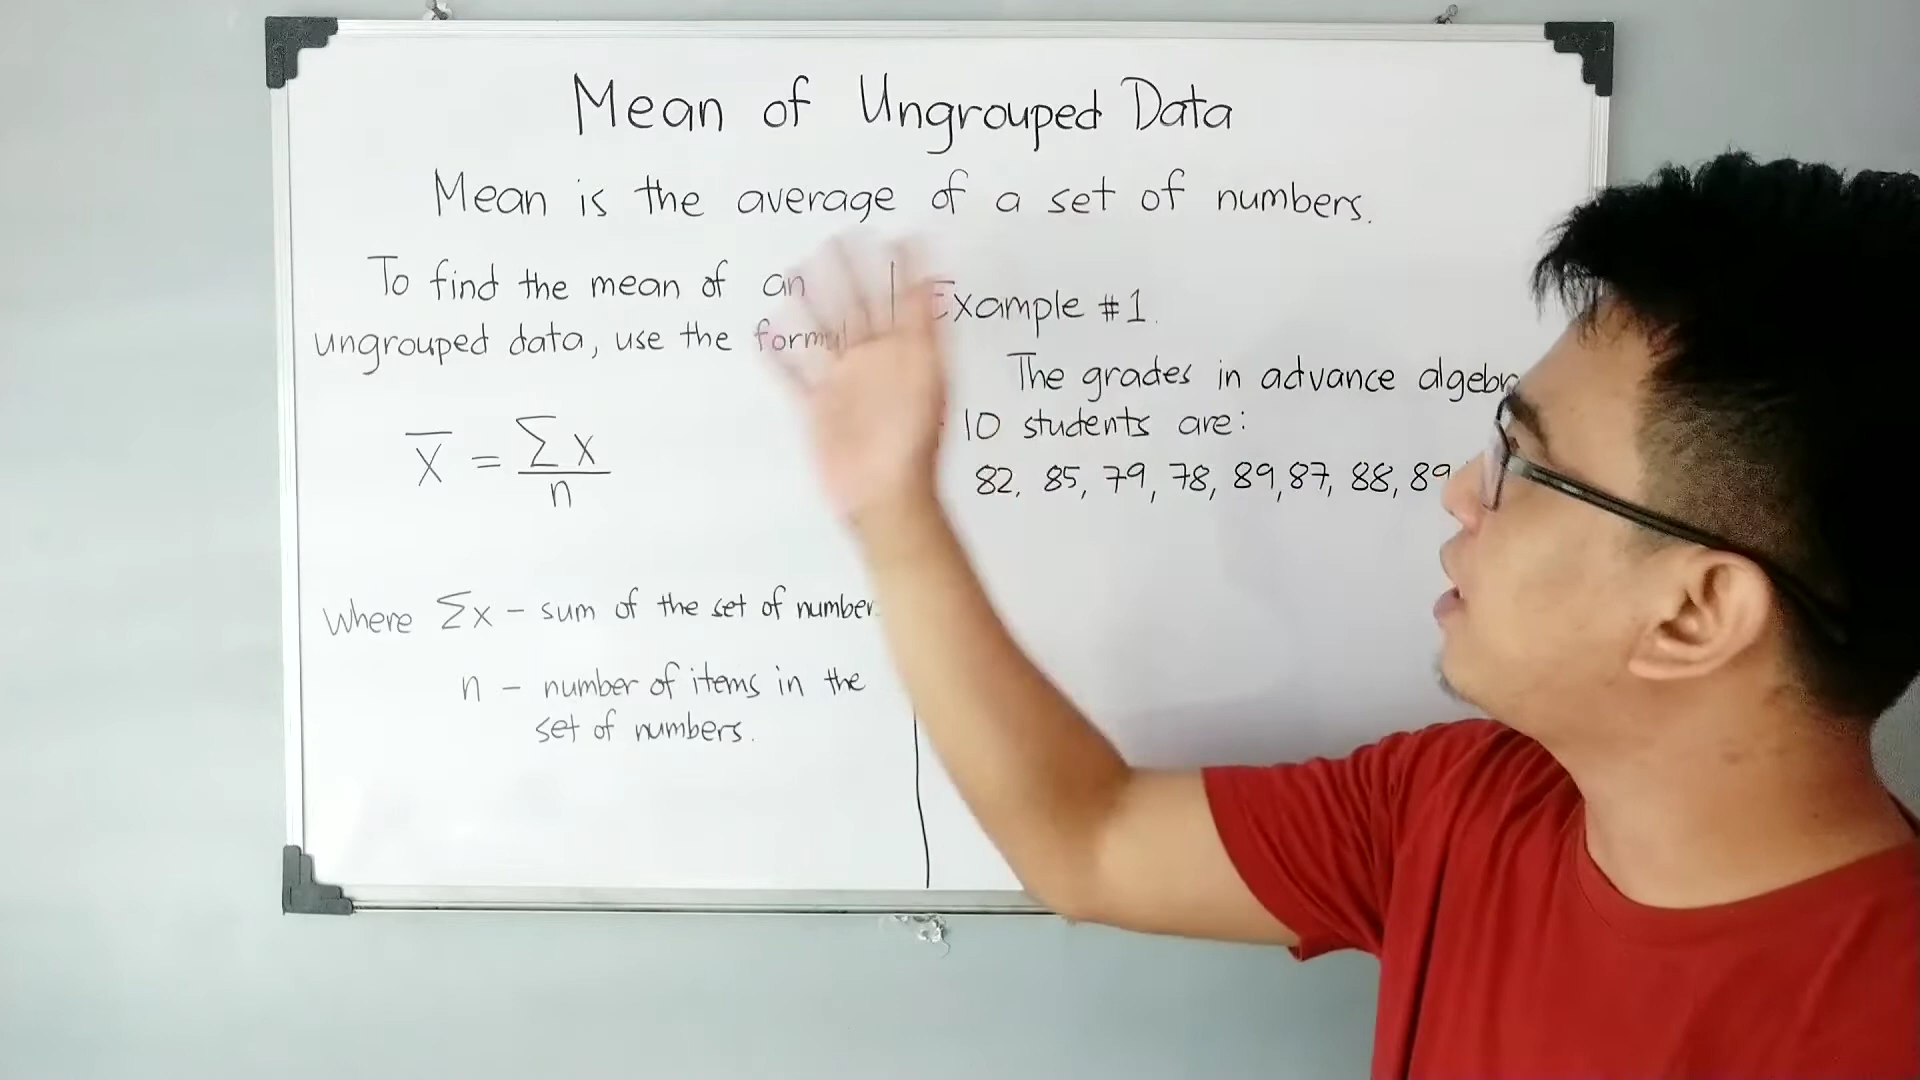 Mean of Ungrouped Data
Mean is the average of a set of numbers.
To find the mean of an
ungrouped data, use the
X̅ = Σx
n
Where Σx - sum of the set of number
n - number of items in the
set of numbers.
Example #1.
The grades in advance
10 students are:
82, 85, 79, 78, 89, 87, 88, 89